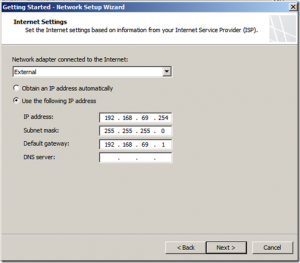 Getting Started - Network Setup Wizard
Internet Settings
Set the Internet settings based on information from your Internet Service Provider (ISP).
Network adapter connected to the Internet:
External
Obtain an IP address automatically
Use the following IP address
IP address: 192 . 168 . 69 . 254
Subnet mask: 255 . 255 . 255 . 0
Default gateway: 192 . 168 . 69 . 1
DNS server: . . .
< Back Next > Cancel